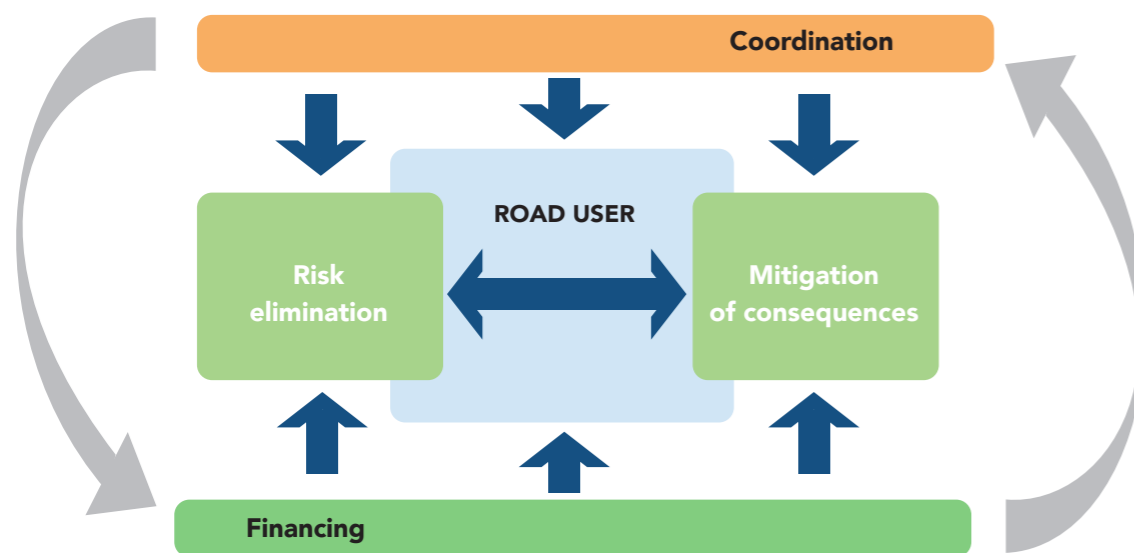 Coordination
ROAD USER
Risk
elimination
Mitigation
of consequences
Financing